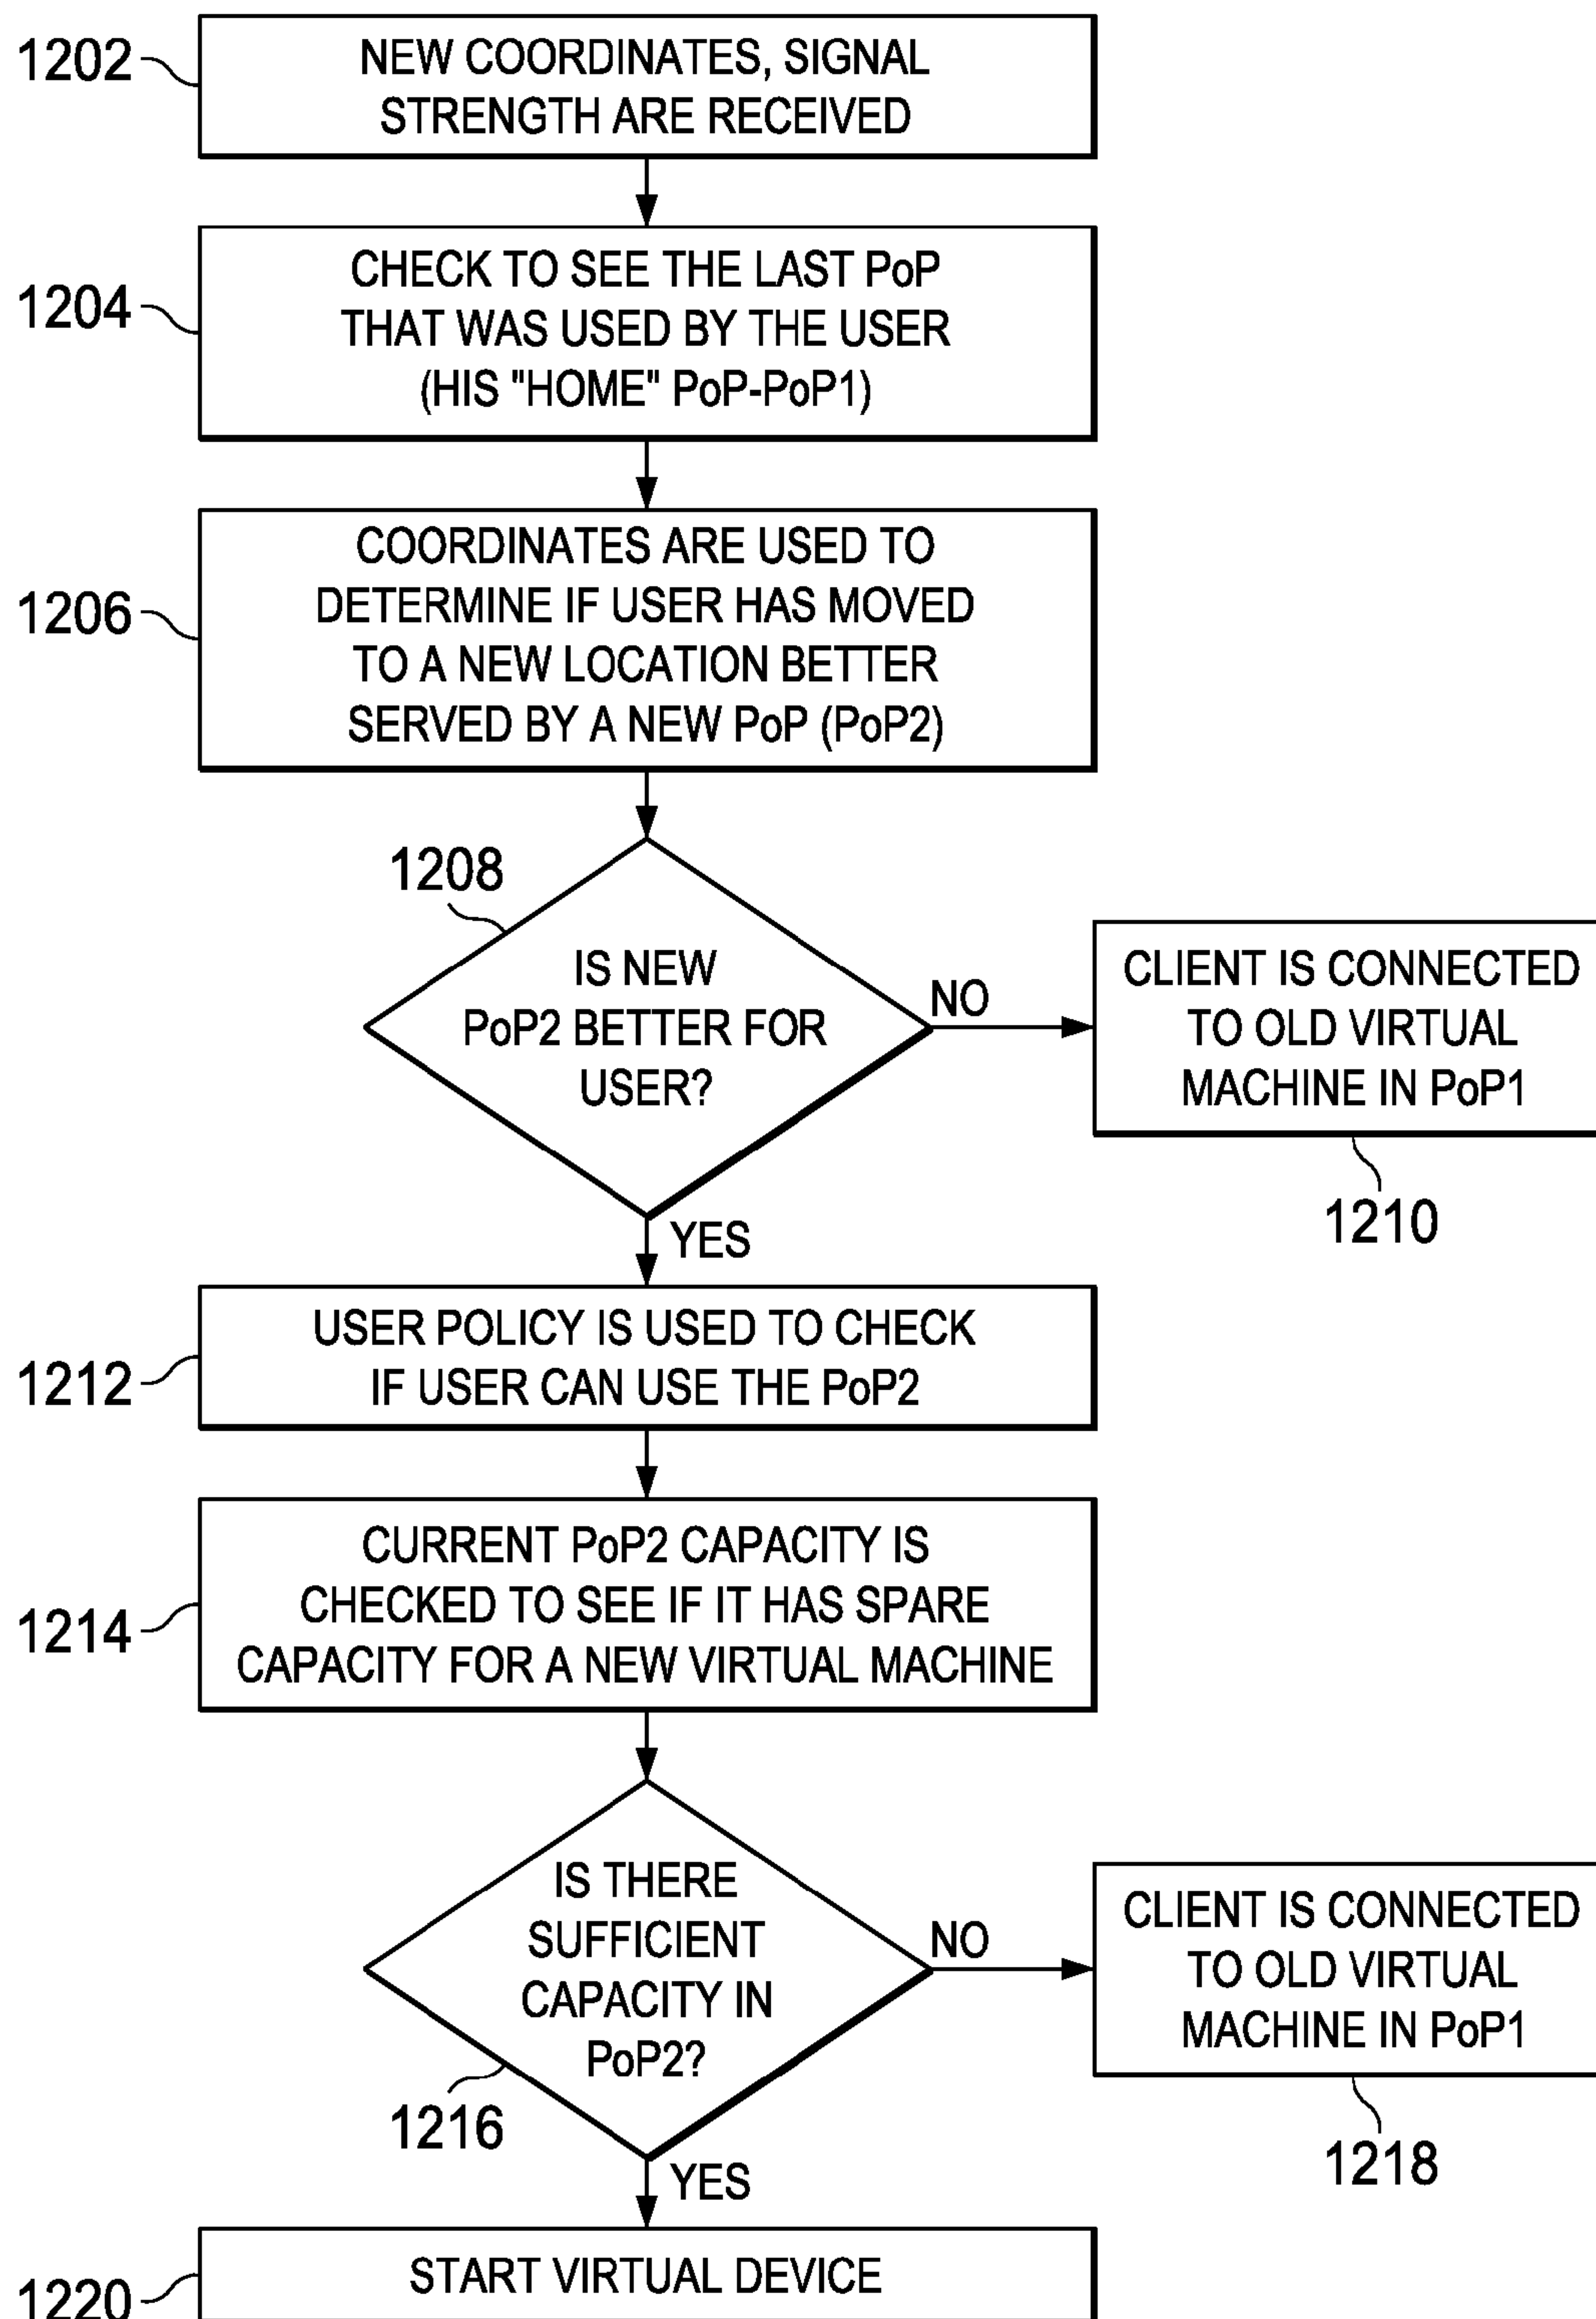 1202
NEW COORDINATES, SIGNAL
STRENGTH ARE RECEIVED
1204
CHECK TO SEE THE LAST PoP
THAT WAS USED BY THE USER
(HIS "HOME" PoP-PoP1)
1206
COORDINATES ARE USED TO
DETERMINE IF USER HAS MOVED
TO A NEW LOCATION BETTER
SERVED BY A NEW PoP (PoP2)
1208
IS NEW
PoP2 BETTER FOR
USER?
NO
CLIENT IS CONNECTED
TO OLD VIRTUAL
MACHINE IN PoP1
1210
YES
1212
USER POLICY IS USED TO CHECK
IF USER CAN USE THE PoP2
1214
CURRENT PoP2 CAPACITY IS
CHECKED TO SEE IF IT HAS SPARE
CAPACITY FOR A NEW VIRTUAL MACHINE
IS THERE
SUFFICIENT
CAPACITY IN
PoP2?
1216
NO
CLIENT IS CONNECTED
TO OLD VIRTUAL
MACHINE IN PoP1
1218
YES
1220
START VIRTUAL DEVICE